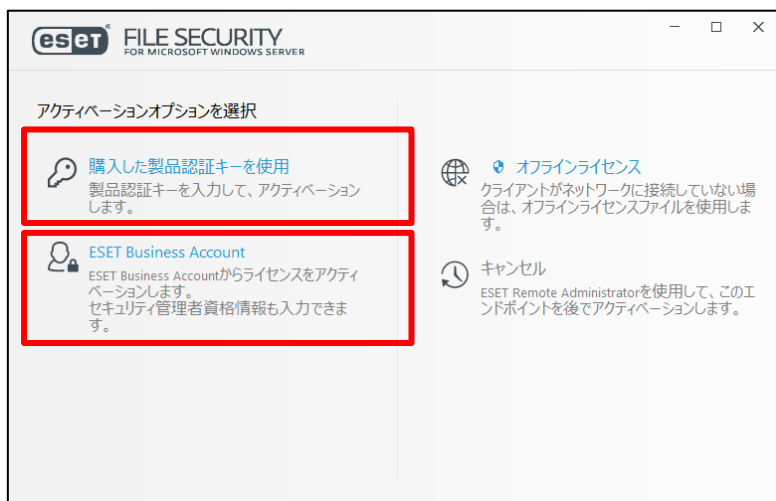 eset FILE SECURITY
FOR MICROSOFT WINDOWS SERVER
アクティベーションオプションを選択
購入した製品認証キーを使用
製品認証キーを入力して、アクティベーション
します。
ESET Business Account
ESET Business Accountからライセンスをアクティ
ベーションします。
セキュリティ管理者資格情報も入力できま
す。
オフラインライセンス
クライアントがネットワークに接続していない場
合は、オフラインライセンスファイルを使用しま
す。
キャンセル
ESET Remote Administratorを使用して、このエ
ンドポイントを後でアクティベーションします。